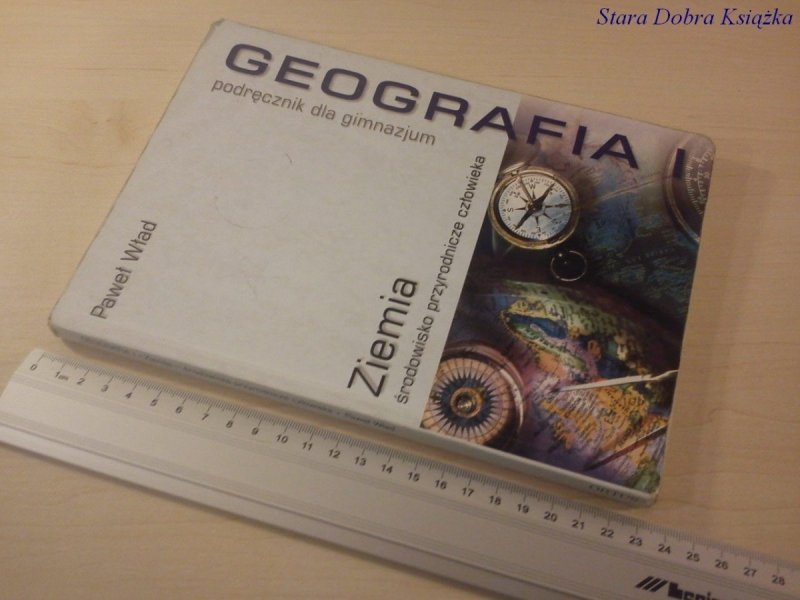 Stara Dobra Książka
GEOGRAFIA I
podręcznik dla gimnazjum
Paweł Wład
Ziemia
środowisko przyrodnicze człowieka
0 1cm 2 3 4 5 6 7 8 9 10 11 12 13 14 15 16 17 18 19 20 21 22 23 24 25 26 27 28